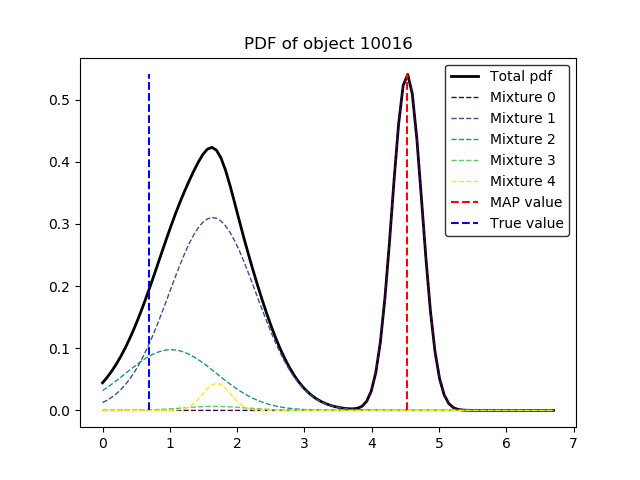 PDF of object 10016
Total pdf
Mixture 0
Mixture 1
Mixture 2
Mixture 3
Mixture 4
MAP value
True value
0.5
0.4
0.3
0.2
0.1
0.0
0 1 2 3 4 5 6 7